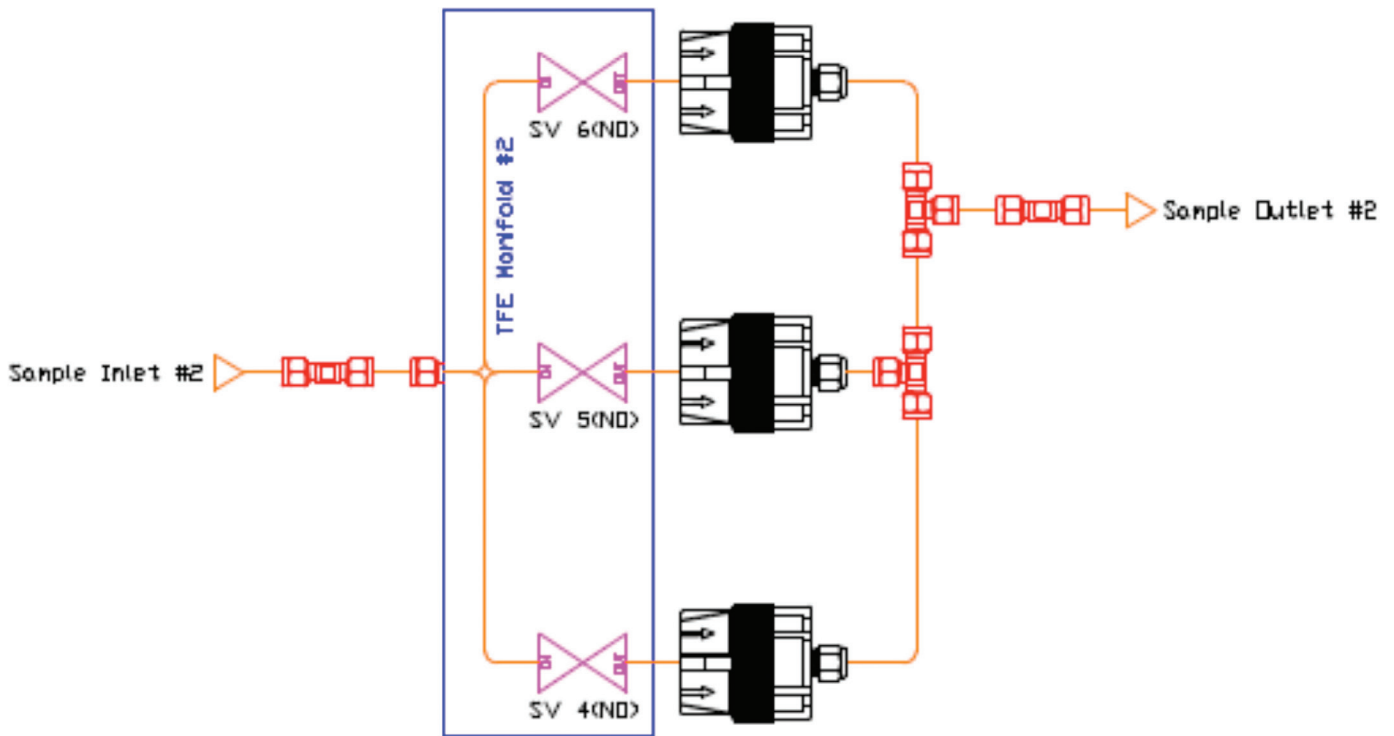 SV 6(NO)
TFE Manifold #2
Sample Outlet #2
Sample Inlet #2
SV 5(NO)
SV 4(NO)